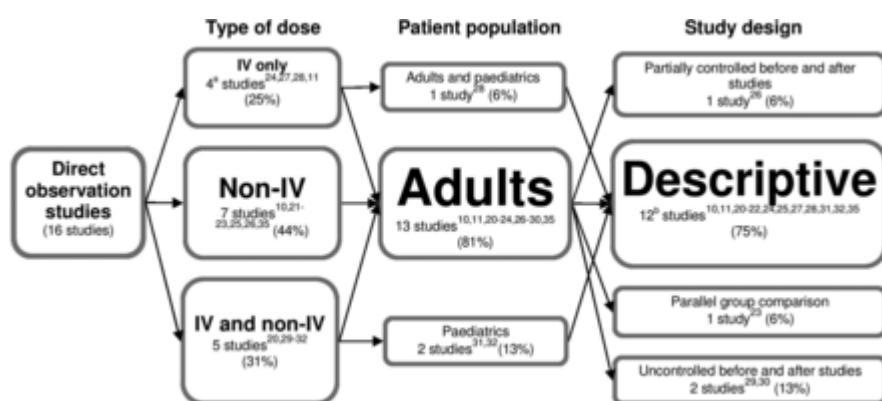 Type of dose
Patient population
Study design
Direct
observation
studies
(16 studies)
IV only
4ª studies24,27,28,11
(25%)
Non-IV
7 studies10,21-
23,25,26,35 (44%)
IV and non-IV
5 studies20,29-32
(31%)
Adults and paediatrics
1 study28 (6%)
Adults
13 studies10,11,20-24,26-30,35
(81%)
Paediatrics
2 studies31,32(13%)
Partially controlled before and after
studies
1 study26 (6%)
Descriptive
12b studies10,11,20-22,24,25,27,28,31,32,35
(75%)
Parallel group comparison
1 study23 (6%)
Uncontrolled before and after studies
2 studies29,30 (13%)